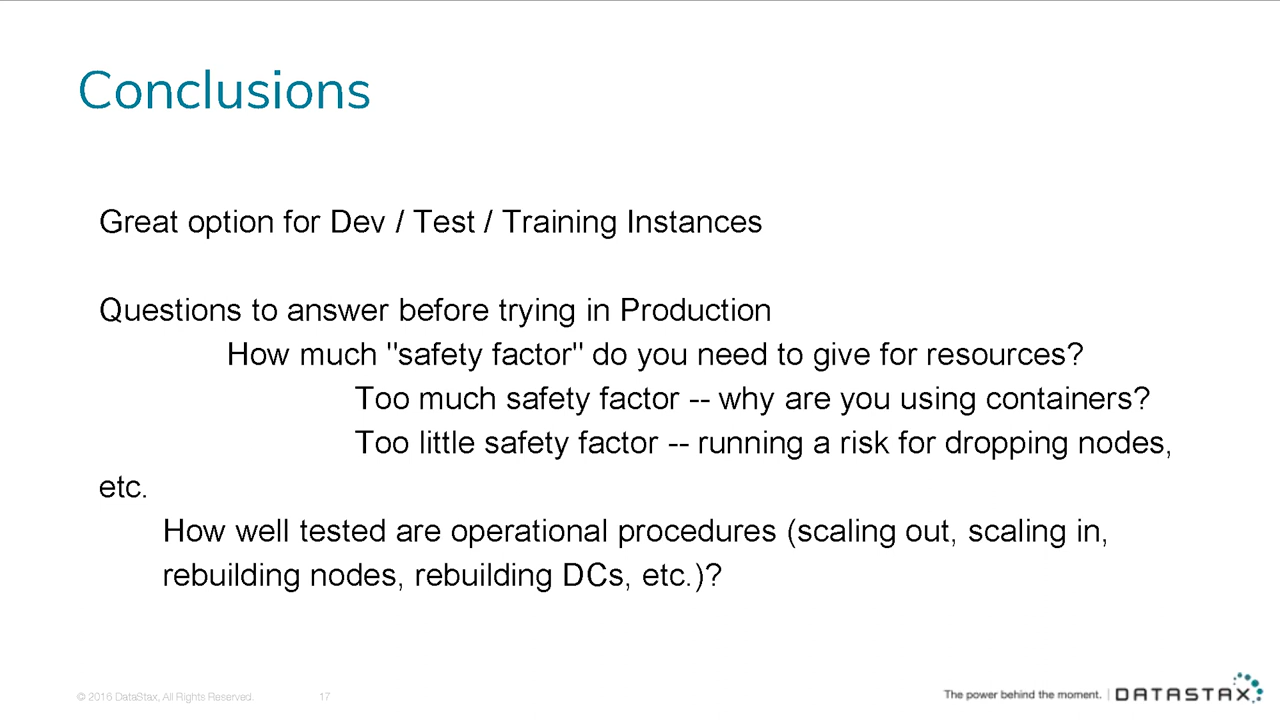 Conclusions
Great option for Dev / Test / Training Instances
Questions to answer before trying in Production
How much "safety factor" do you need to give for resources?
Too much safety factor -- why are you using containers?
Too little safety factor -- running a risk for dropping nodes,
etc.
How well tested are operational procedures (scaling out, scaling in,
rebuilding nodes, rebuilding DCs, etc.)?
© 2016 DataStax, All Rights Reserved. 17
The power behind the moment. | DATASTAX